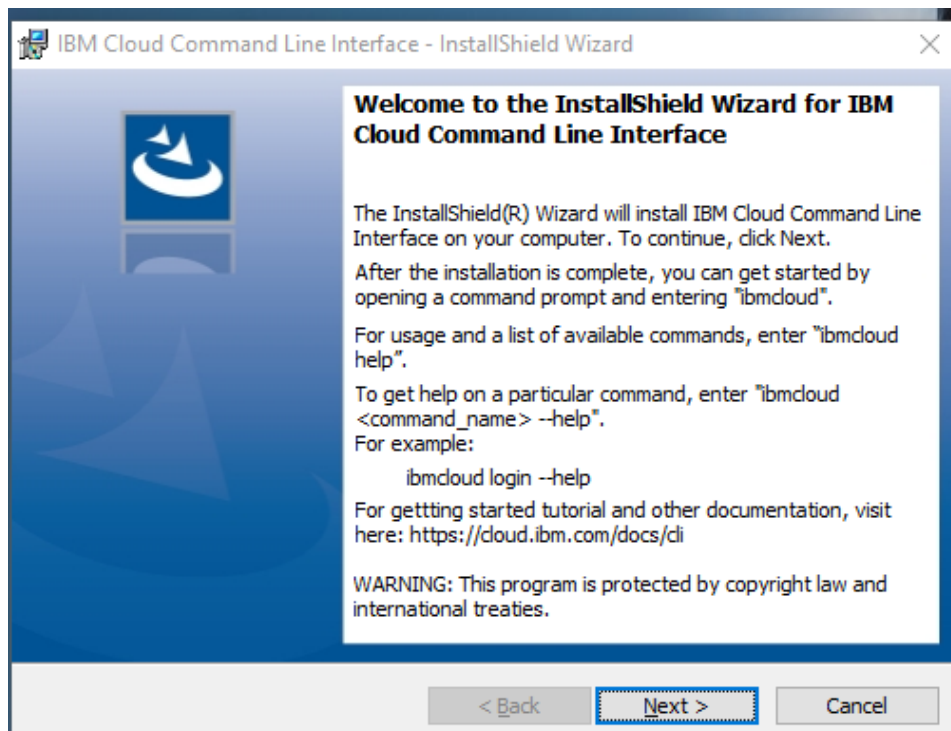 IBM Cloud Command Line Interface - InstallShield Wizard
Welcome to the InstallShield Wizard for IBM
Cloud Command Line Interface
The InstallShield(R) Wizard will install IBM Cloud Command Line
Interface on your computer. To continue, click Next.
After the installation is complete, you can get started by
opening a command prompt and entering "ibmcloud".
For usage and a list of available commands, enter “ibmcloud
help”.
To get help on a particular command, enter "ibmcloud
<command_name> --help".
For example:
ibmcloud login --help
For gettting started tutorial and other documentation, visit
here: https://cloud.ibm.com/docs/cli
WARNING: This program is protected by copyright law and
international treaties.
< Back Next > Cancel